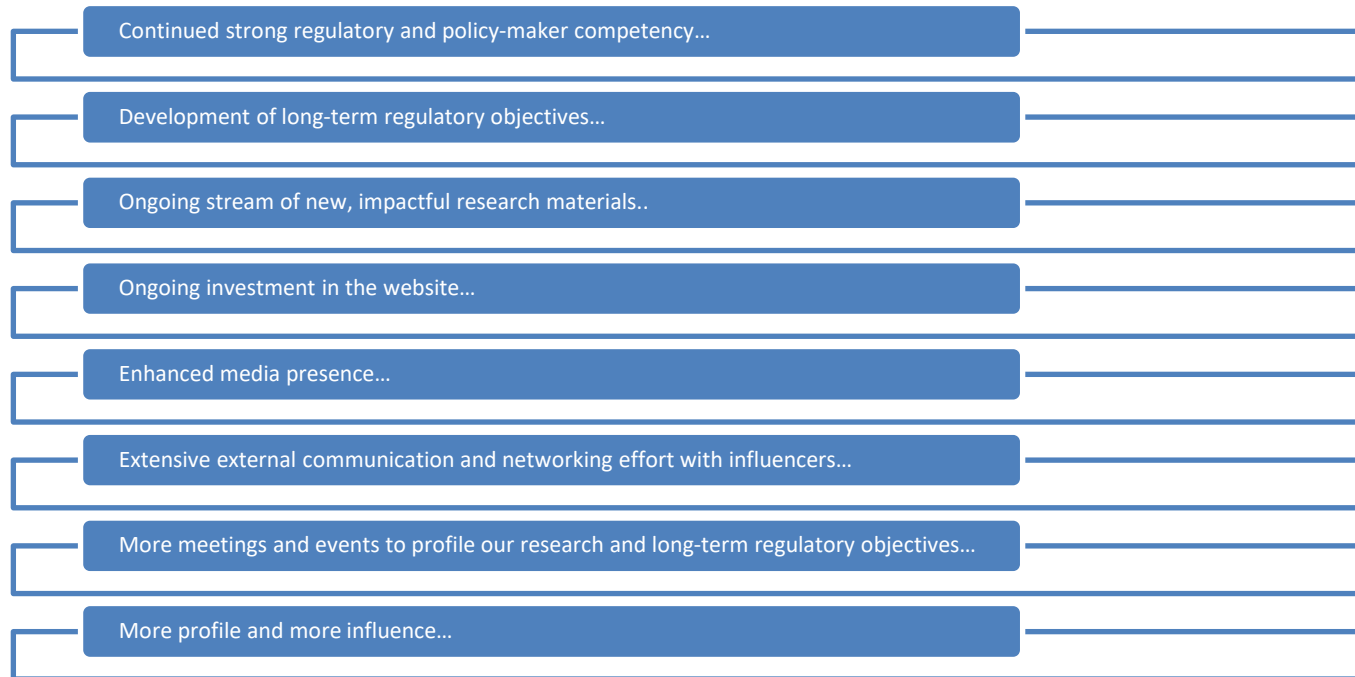 Continued strong regulatory and policy-maker competency…
Development of long-term regulatory objectives…
Ongoing stream of new, impactful research materials..
Ongoing investment in the website…
Enhanced media presence…
Extensive external communication and networking effort with influencers…
More meetings and events to profile our research and long-term regulatory objectives…
More profile and more influence…